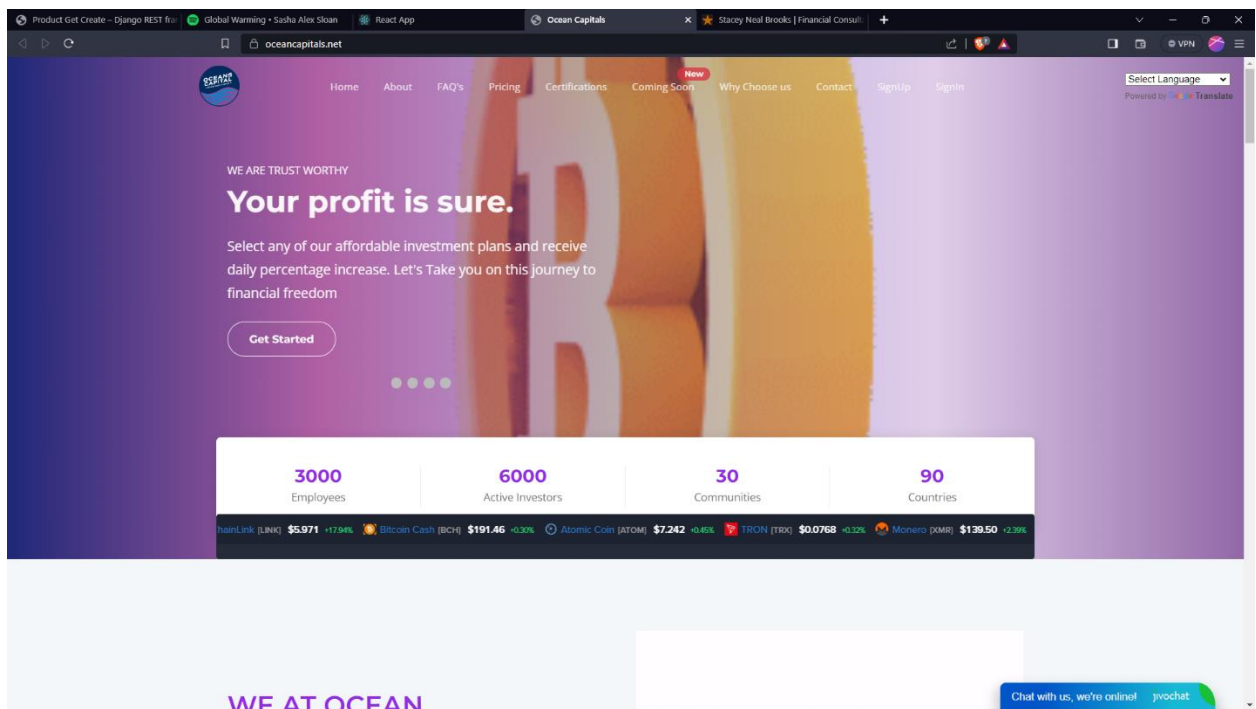 Product Get Create – Django REST fra
Global Warming • Sasha Alex Sloan
React App
Ocean Capitals
Stacey Neal Brooks | Financial Consult
oceancapitals.net
VPN
OCEANS
CAPITAL
Home
About
FAQ's
Pricing
Certifications
Coming Soon
New
Why Choose us
Contact
SignUp
Signin
Select Language
Powered by Google Translate
WE ARE TRUST WORTHY
Your profit is sure.
Select any of our affordable investment plans and receive
daily percentage increase. Let's Take you on this journey to
financial freedom
Get Started
3000
Employees
6000
Active Investors
30
Communities
90
Countries
hainLink [LINK] $5.971 +17.94% Bitcoin Cash [BCH] $191.46 +0.30% Atomic Coin [ATOM] $7.242 +0.45% TRON [TRX] $0.0768 +0.32% Monero [XMR] $139.50 +2.39%
WE AT OCEAN
Chat with us, we're online! jivochat